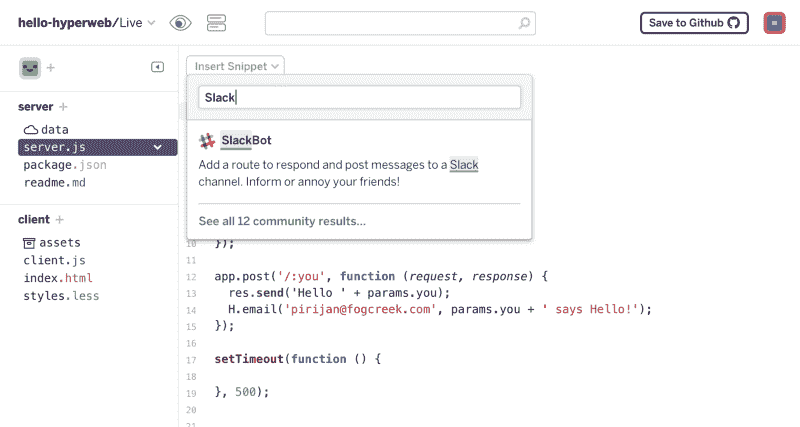 hello-hyperweb/Live
Save to Github
Insert Snippet
Slack
SlackBot
Add a route to respond and post messages to a Slack
channel. Inform or annoy your friends!
See all 12 community results...
server +
data
server.js
package.json
readme.md
client +
assets
client.js
index.html
styles.less
10 });
11
12 app.post('/:you', function (request, response) {
13 res.send('Hello ' + params.you);
14 H.email('pirijan@fogcreek.com', params.you + ' says Hello!');
15 });
16
17 setTimeout(function () {
18
19 }, 500);
20
21